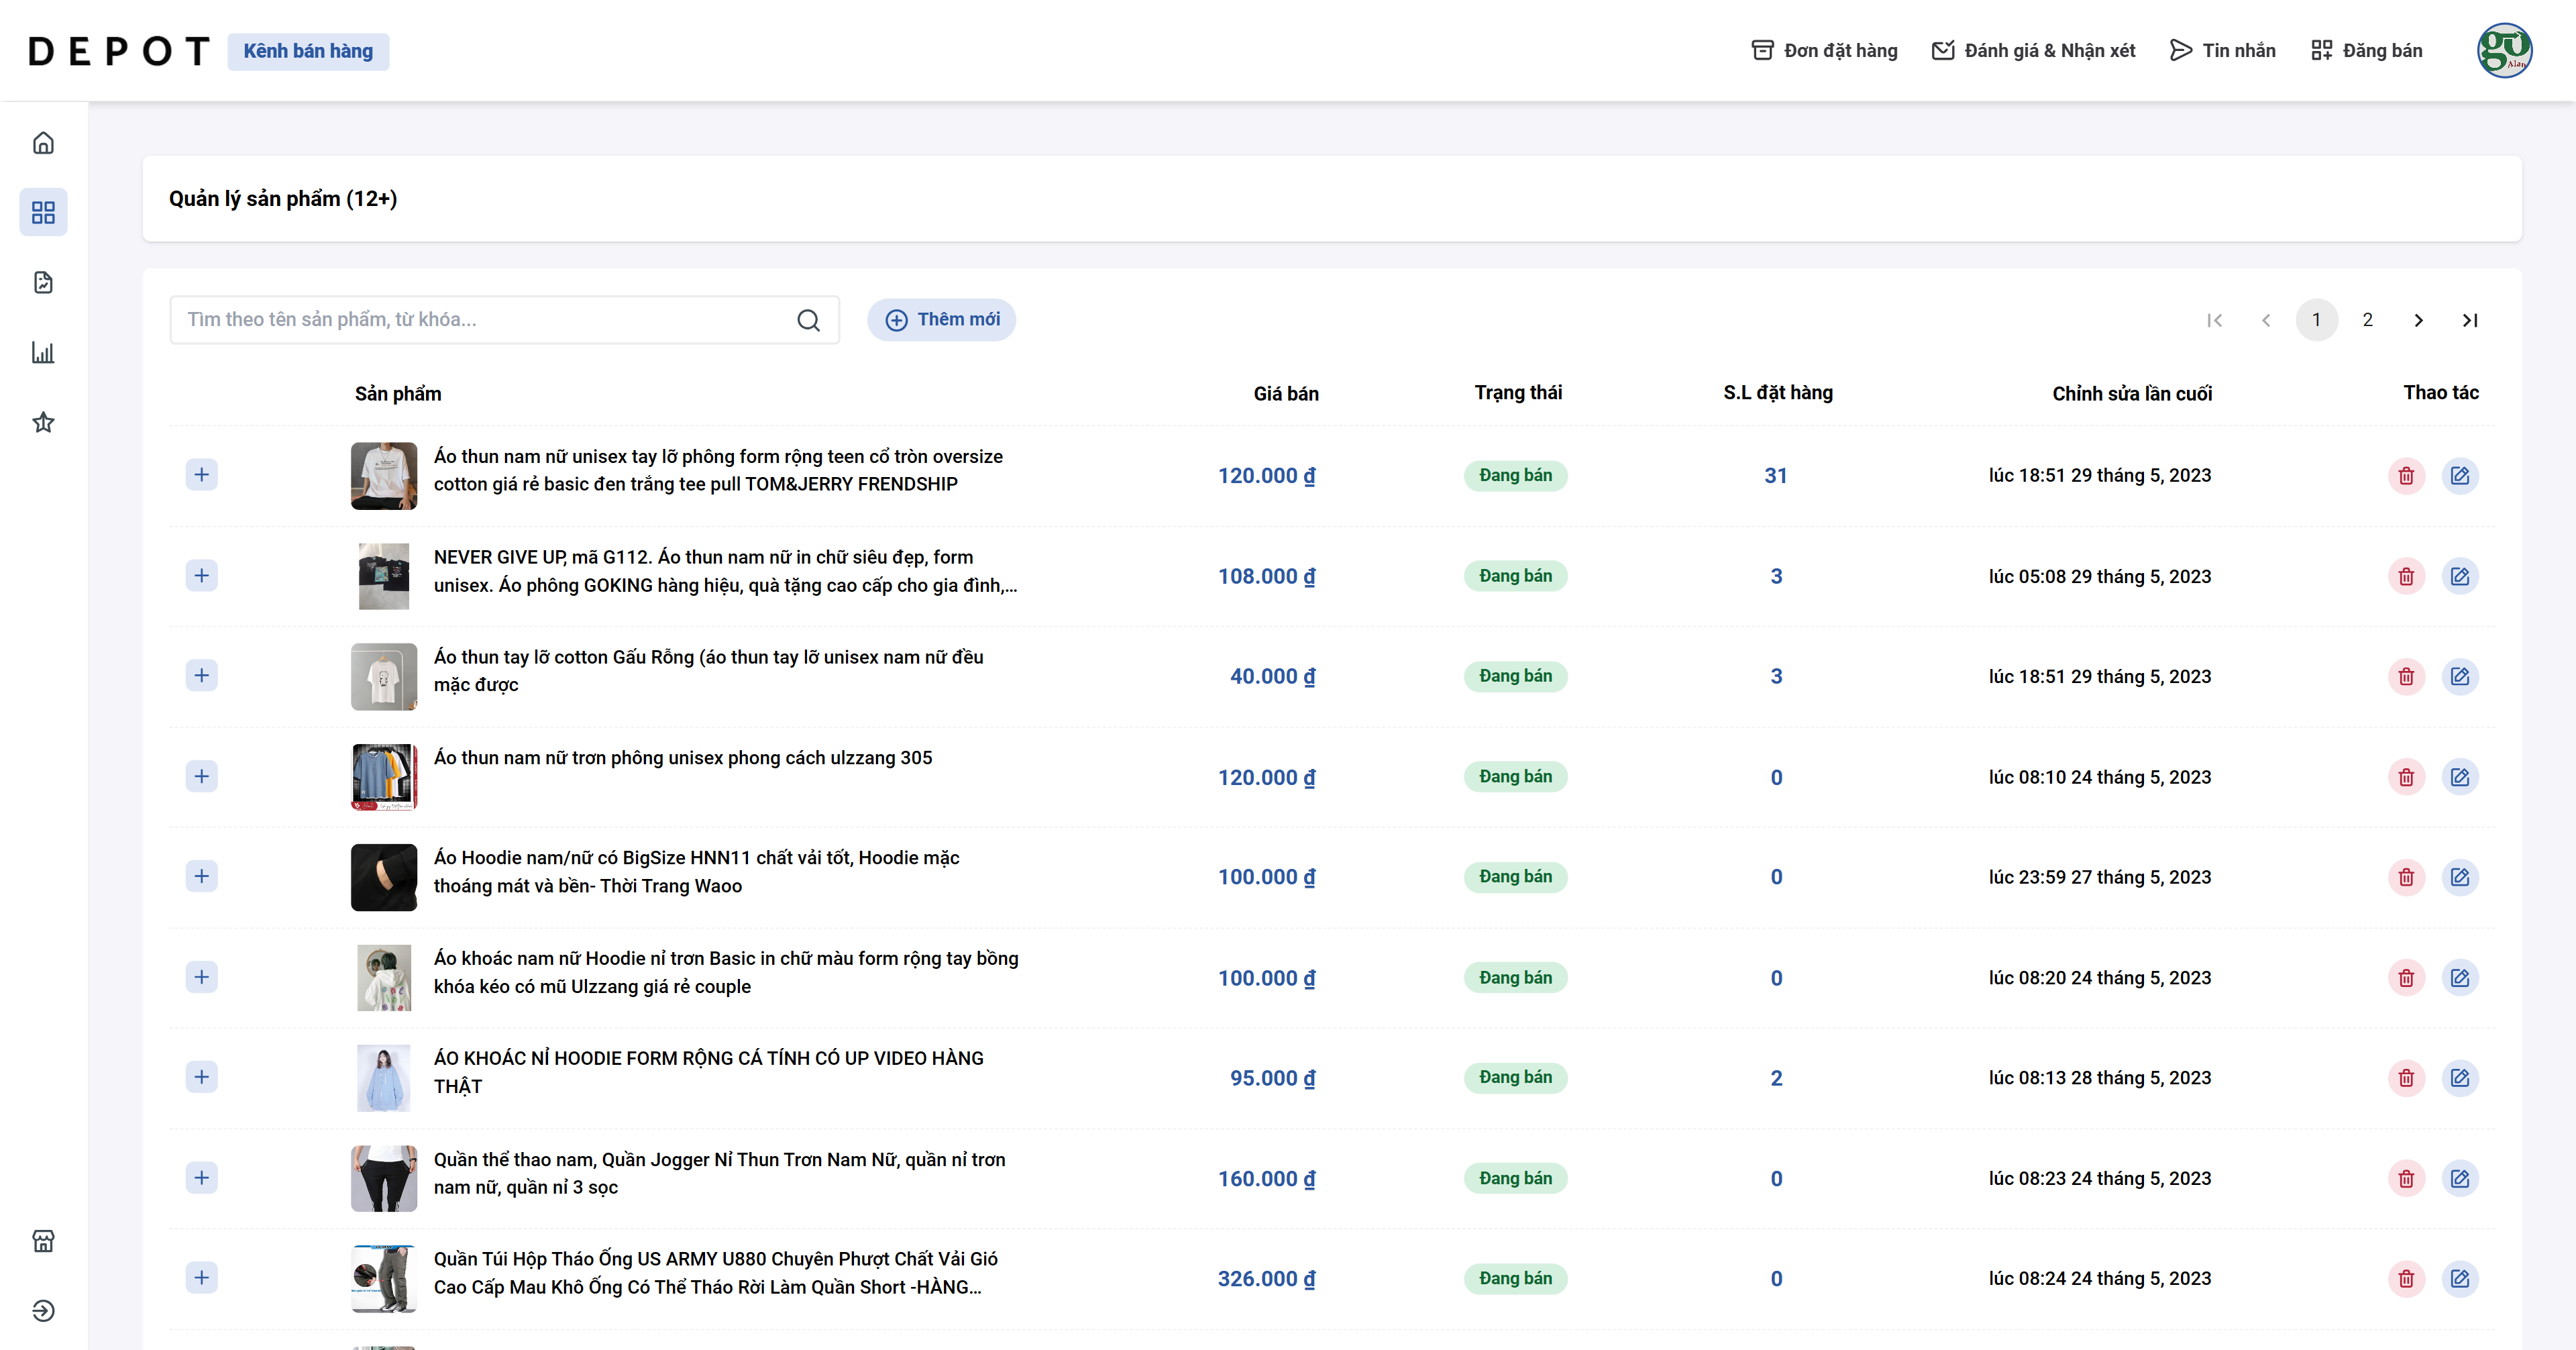 DEPOT Kênh bán hàng Đơn đặt hàng Đánh giá & Nhận xét Tin nhắn Đăng bán
Quản lý sản phẩm (12+)
Tìm theo tên sản phẩm, từ khóa... Thêm mới 1 2
Sản phẩm Giá bán Trạng thái S.L đặt hàng Chỉnh sửa lần cuối Thao tác
Áo thun nam nữ unisex tay lỡ phông form rộng teen cổ tròn oversize
cotton giá rẻ basic đen trắng tee pull TOM&JERRY FRENDSHIP
120.000 ₫ Đang bán 31 lúc 18:51 29 tháng 5, 2023
NEVER GIVE UP, mã G112. Áo thun nam nữ in chữ siêu đẹp, form
unisex. Áo phông GOKING hàng hiệu, quà tặng cao cấp cho gia đình,...
108.000 ₫ Đang bán 3 lúc 05:08 29 tháng 5, 2023
Áo thun tay lỡ cotton Gấu Rỗng (áo thun tay lỡ unisex nam nữ đều
mặc được
40.000 ₫ Đang bán 3 lúc 18:51 29 tháng 5, 2023
Áo thun nam nữ trơn phông unisex phong cách ulzzang 305
120.000 ₫ Đang bán 0 lúc 08:10 24 tháng 5, 2023
Áo Hoodie nam/nữ có BigSize HNN11 chất vải tốt, Hoodie mặc
thoáng mát và bền- Thời Trang Waoo
100.000 ₫ Đang bán 0 lúc 23:59 27 tháng 5, 2023
Áo khoác nam nữ Hoodie nỉ trơn Basic in chữ màu form rộng tay bồng
khóa kéo có mũ Ulzzang giá rẻ couple
100.000 ₫ Đang bán 0 lúc 08:20 24 tháng 5, 2023
ÁO KHOÁC NỈ HOODIE FORM RỘNG CÁ TÍNH CÓ UP VIDEO HÀNG
THẬT
95.000 ₫ Đang bán 2 lúc 08:13 28 tháng 5, 2023
Quần thể thao nam, Quần Jogger Nỉ Thun Trơn Nam Nữ, quần nỉ trơn
nam nữ, quần nỉ 3 sọc
160.000 ₫ Đang bán 0 lúc 08:23 24 tháng 5, 2023
Quần Túi Hộp Tháo Ống US ARMY U880 Chuyên Phượt Chất Vải Gió
Cao Cấp Mau Khô Ống Có Thể Tháo Rời Làm Quần Short -HÀNG...
326.000 ₫ Đang bán 0 lúc 08:24 24 tháng 5, 2023